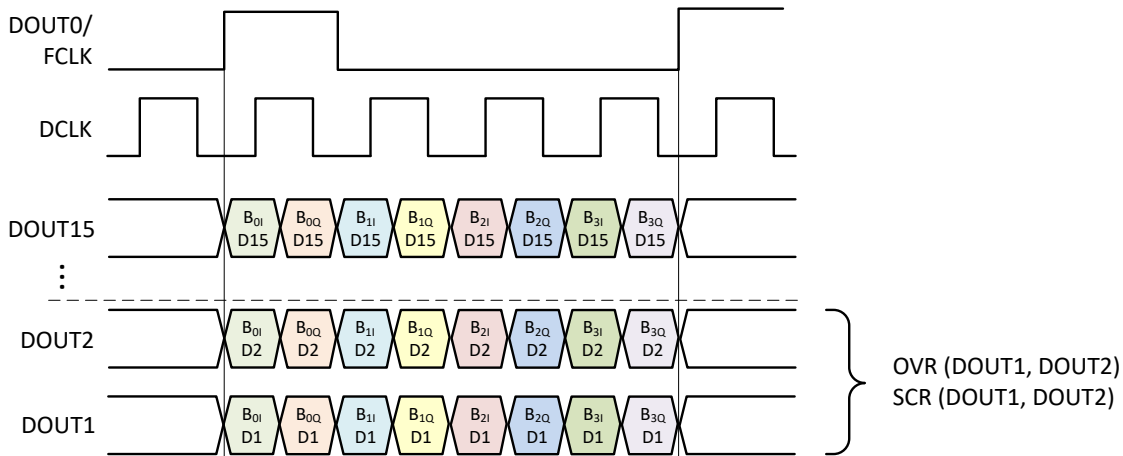 DOUT0/
FCLK
DCLK
DOUT15
B0I B0Q B1I B1Q B2I B2Q B3I B3Q
D15 D15 D15 D15 D15 D15 D15 D15
⋮
DOUT2
B0I B0Q B1I B1Q B2I B2Q B3I B3Q
D2 D2 D2 D2 D2 D2 D2 D2
OVR (DOUT1, DOUT2)
SCR (DOUT1, DOUT2)
DOUT1
B0I B0Q B1I B1Q B2I B2Q B3I B3Q
D1 D1 D1 D1 D1 D1 D1 D1